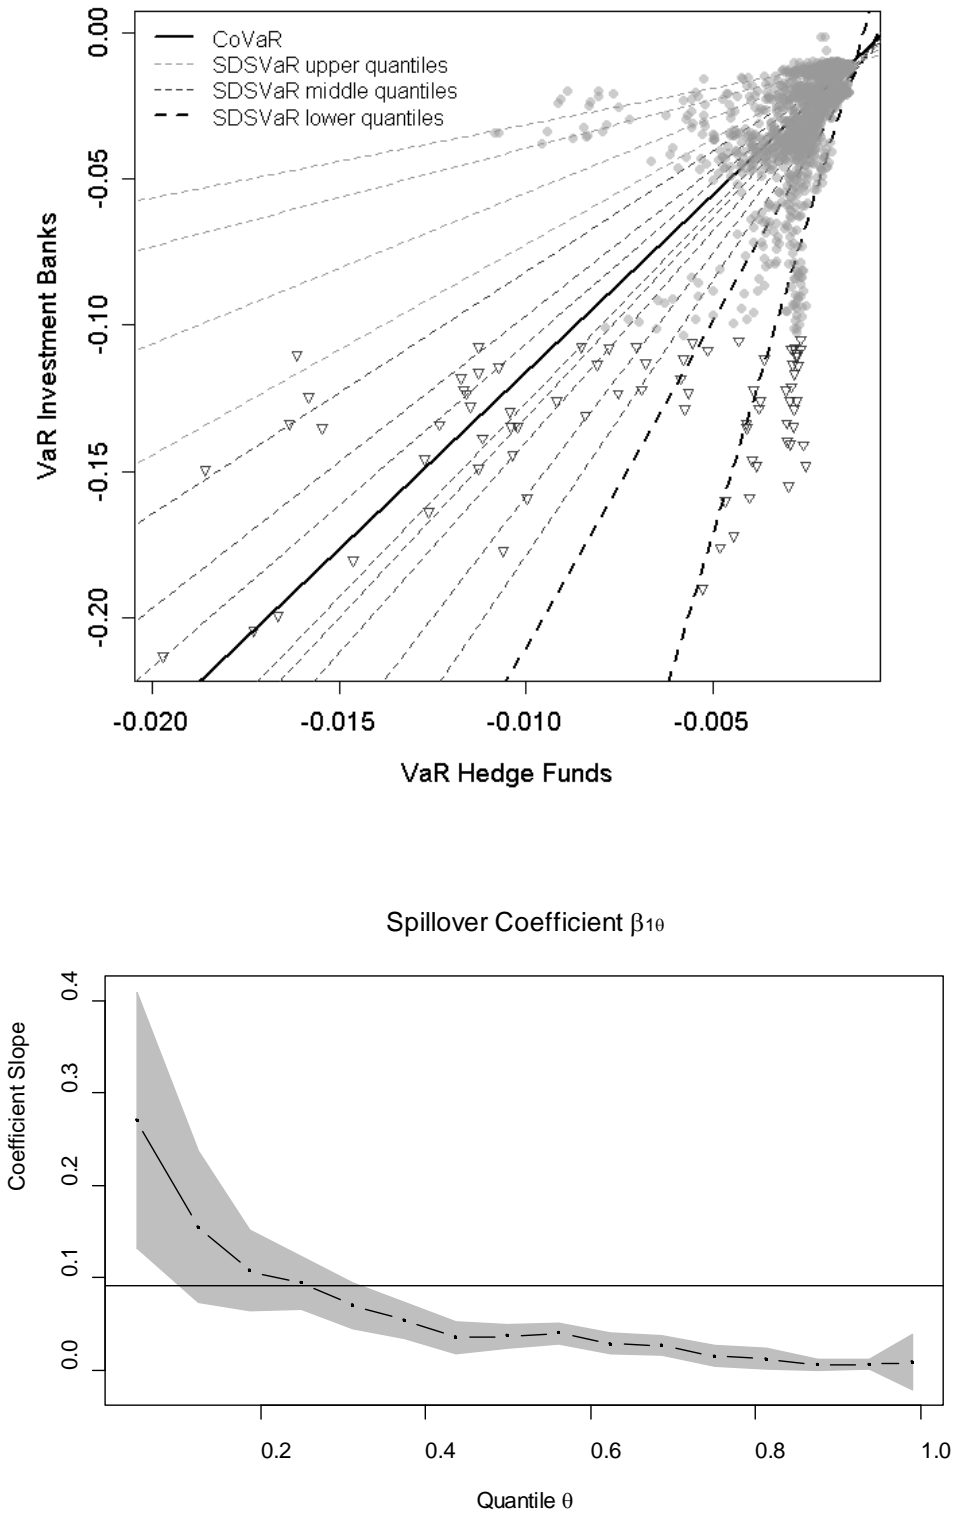 CoVaR
SDSVaR upper quantiles
SDSVaR middle quantiles
SDSVaR lower quantiles
0.00
-0.05
-0.10
-0.15
-0.20
VaR Investment Banks
-0.020 -0.015 -0.010 -0.005
VaR Hedge Funds
Spillover Coefficient β1θ
0.4
0.3
0.2
0.1
0.0
Coefficient Slope
0.2 0.4 0.6 0.8 1.0
Quantile θ